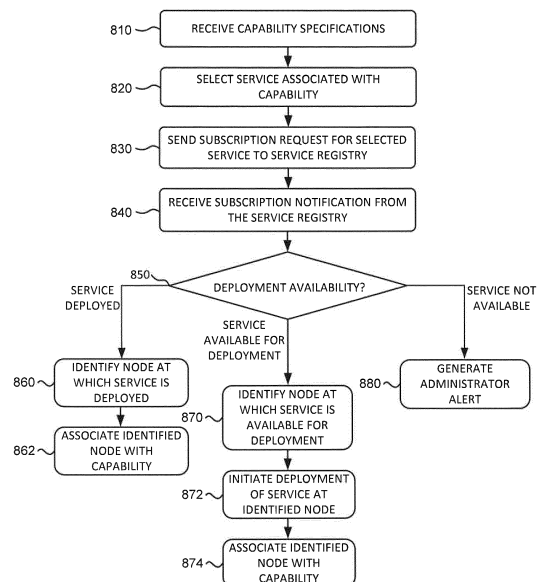 810
RECEIVE CAPABILITY SPECIFICATIONS
820
SELECT SERVICE ASSOCIATED WITH
CAPABILITY
830
SEND SUBSCRIPTION REQUEST FOR SELECTED
SERVICE TO SERVICE REGISTRY
840
RECEIVE SUBSCRIPTION NOTIFICATION FROM
THE SERVICE REGISTRY
850
DEPLOYMENT AVAILABILITY?
SERVICE
DEPLOYED
SERVICE
AVAILABLE FOR
DEPLOYMENT
SERVICE NOT
AVAILABLE
860
IDENTIFY NODE AT
WHICH SERVICE IS
DEPLOYED
862
ASSOCIATE IDENTIFIED
NODE WITH
CAPABILITY
870
IDENTIFY NODE AT
WHICH SERVICE IS
AVAILABLE FOR
DEPLOYMENT
872
INITIATE DEPLOYMENT
OF SERVICE AT
IDENTIFIED NODE
874
ASSOCIATE IDENTIFIED
NODE WITH
CAPABILITY
880
GENERATE
ADMINISTRATOR
ALERT